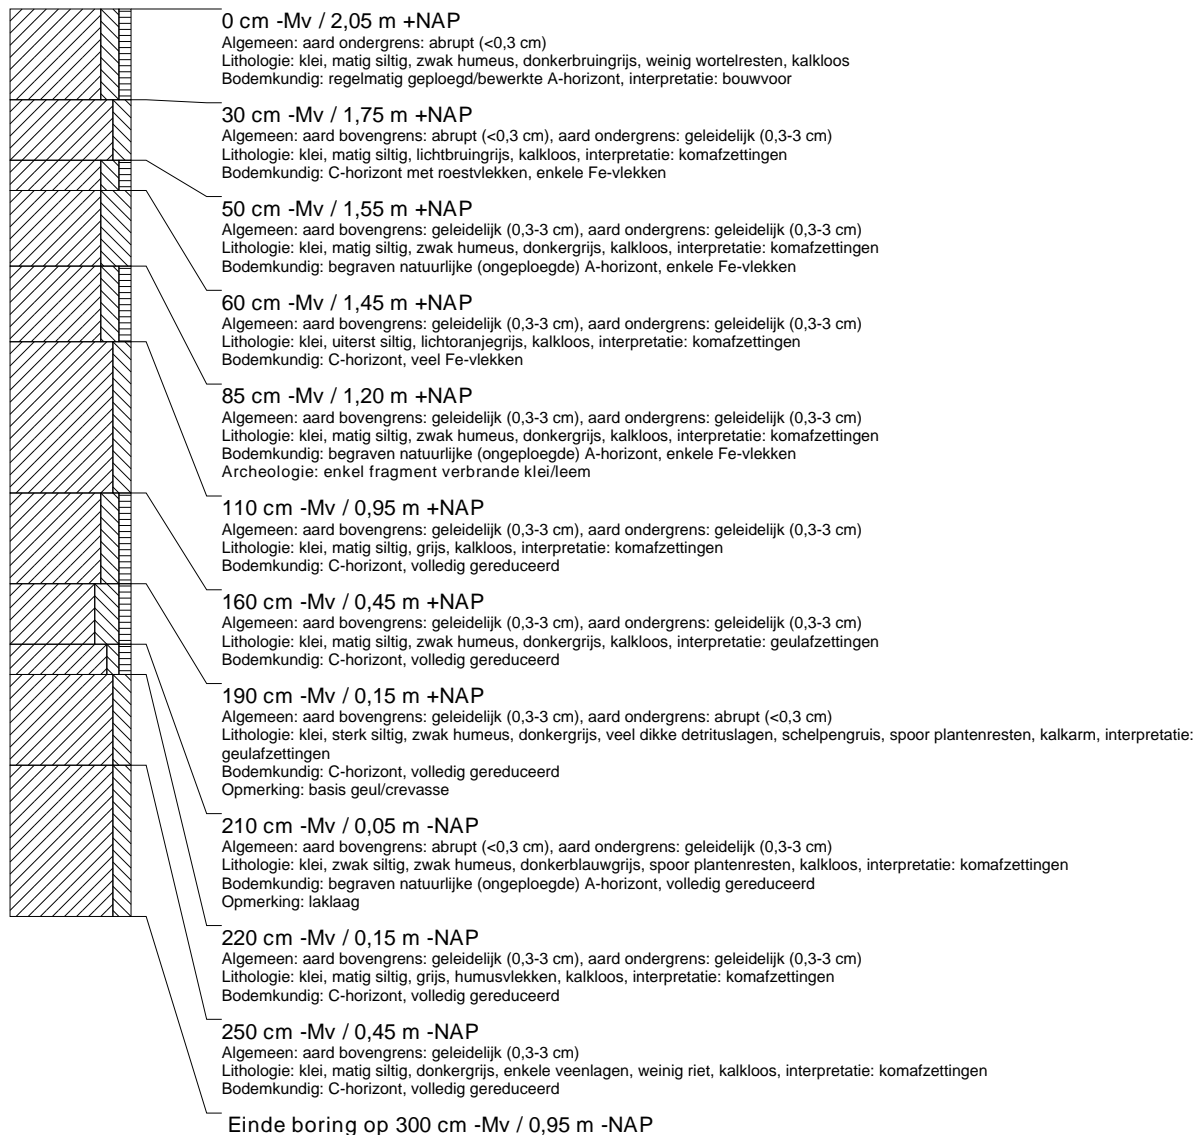 0 cm -Mv / 2,05 m +NAP
Algemeen: aard ondergrens: abrupt (<0,3 cm)
Lithologie: klei, matig siltig, zwak humeus, donkerbruingrijs, weinig wortelresten, kalkloos
Bodemkundig: regelmatig geploegd/bewerkte A-horizont, interpretatie: bouwvoor
30 cm -Mv / 1,75 m +NAP
Algemeen: aard bovengrens: abrupt (<0,3 cm), aard ondergrens: geleidelijk (0,3-3 cm)
Lithologie: klei, matig siltig, lichtbruingrijs, kalkloos, interpretatie: komafzettingen
Bodemkundig: C-horizont met roestvlekken, enkele Fe-vlekken
50 cm -Mv / 1,55 m +NAP
Algemeen: aard bovengrens: geleidelijk (0,3-3 cm), aard ondergrens: geleidelijk (0,3-3 cm)
Lithologie: klei, matig siltig, zwak humeus, donkergrijs, kalkloos, interpretatie: komafzettingen
Bodemkundig: begraven natuurlijke (ongeploegde) A-horizont, enkele Fe-vlekken
60 cm -Mv / 1,45 m +NAP
Algemeen: aard bovengrens: geleidelijk (0,3-3 cm), aard ondergrens: geleidelijk (0,3-3 cm)
Lithologie: klei, uiterst siltig, lichtoranjegrijs, kalkloos, interpretatie: komafzettingen
Bodemkundig: C-horizont, veel Fe-vlekken
85 cm -Mv / 1,20 m +NAP
Algemeen: aard bovengrens: geleidelijk (0,3-3 cm), aard ondergrens: geleidelijk (0,3-3 cm)
Lithologie: klei, matig siltig, zwak humeus, donkergrijs, kalkloos, interpretatie: komafzettingen
Bodemkundig: begraven natuurlijke (ongeploegde) A-horizont, enkele Fe-vlekken
Archeologie: enkel fragment verbrande klei/leem
110 cm -Mv / 0,95 m +NAP
Algemeen: aard bovengrens: geleidelijk (0,3-3 cm), aard ondergrens: geleidelijk (0,3-3 cm)
Lithologie: klei, matig siltig, grijs, kalkloos, interpretatie: komafzettingen
Bodemkundig: C-horizont, volledig gereduceerd
160 cm -Mv / 0,45 m +NAP
Algemeen: aard bovengrens: geleidelijk (0,3-3 cm), aard ondergrens: geleidelijk (0,3-3 cm)
Lithologie: klei, matig siltig, zwak humeus, donkergrijs, kalkloos, interpretatie: geulafzettingen
Bodemkundig: C-horizont, volledig gereduceerd
190 cm -Mv / 0,15 m +NAP
Algemeen: aard bovengrens: geleidelijk (0,3-3 cm), aard ondergrens: abrupt (<0,3 cm)
Lithologie: klei, sterk siltig, zwak humeus, donkergrijs, veel dikke detrituslagen, schelpengruis, spoor plantenresten, kalkarm, interpretatie:
geulafzettingen
Bodemkundig: C-horizont, volledig gereduceerd
Opmerking: basis geul/crevasse
210 cm -Mv / 0,05 m -NAP
Algemeen: aard bovengrens: abrupt (<0,3 cm), aard ondergrens: geleidelijk (0,3-3 cm)
Lithologie: klei, zwak siltig, zwak humeus, donkerblauwgrijs, spoor plantenresten, kalkloos, interpretatie: komafzettingen
Bodemkundig: begraven natuurlijke (ongeploegde) A-horizont, volledig gereduceerd
Opmerking: laklaag
220 cm -Mv / 0,15 m -NAP
Algemeen: aard bovengrens: geleidelijk (0,3-3 cm), aard ondergrens: geleidelijk (0,3-3 cm)
Lithologie: klei, matig siltig, grijs, humusvlekken, kalkloos, interpretatie: komafzettingen
Bodemkundig: C-horizont, volledig gereduceerd
250 cm -Mv / 0,45 m -NAP
Algemeen: aard bovengrens: geleidelijk (0,3-3 cm)
Lithologie: klei, matig siltig, donkergrijs, enkele veenlagen, weinig riet, kalkloos, interpretatie: komafzettingen
Bodemkundig: C-horizont, volledig gereduceerd
Einde boring op 300 cm -Mv / 0,95 m -NAP